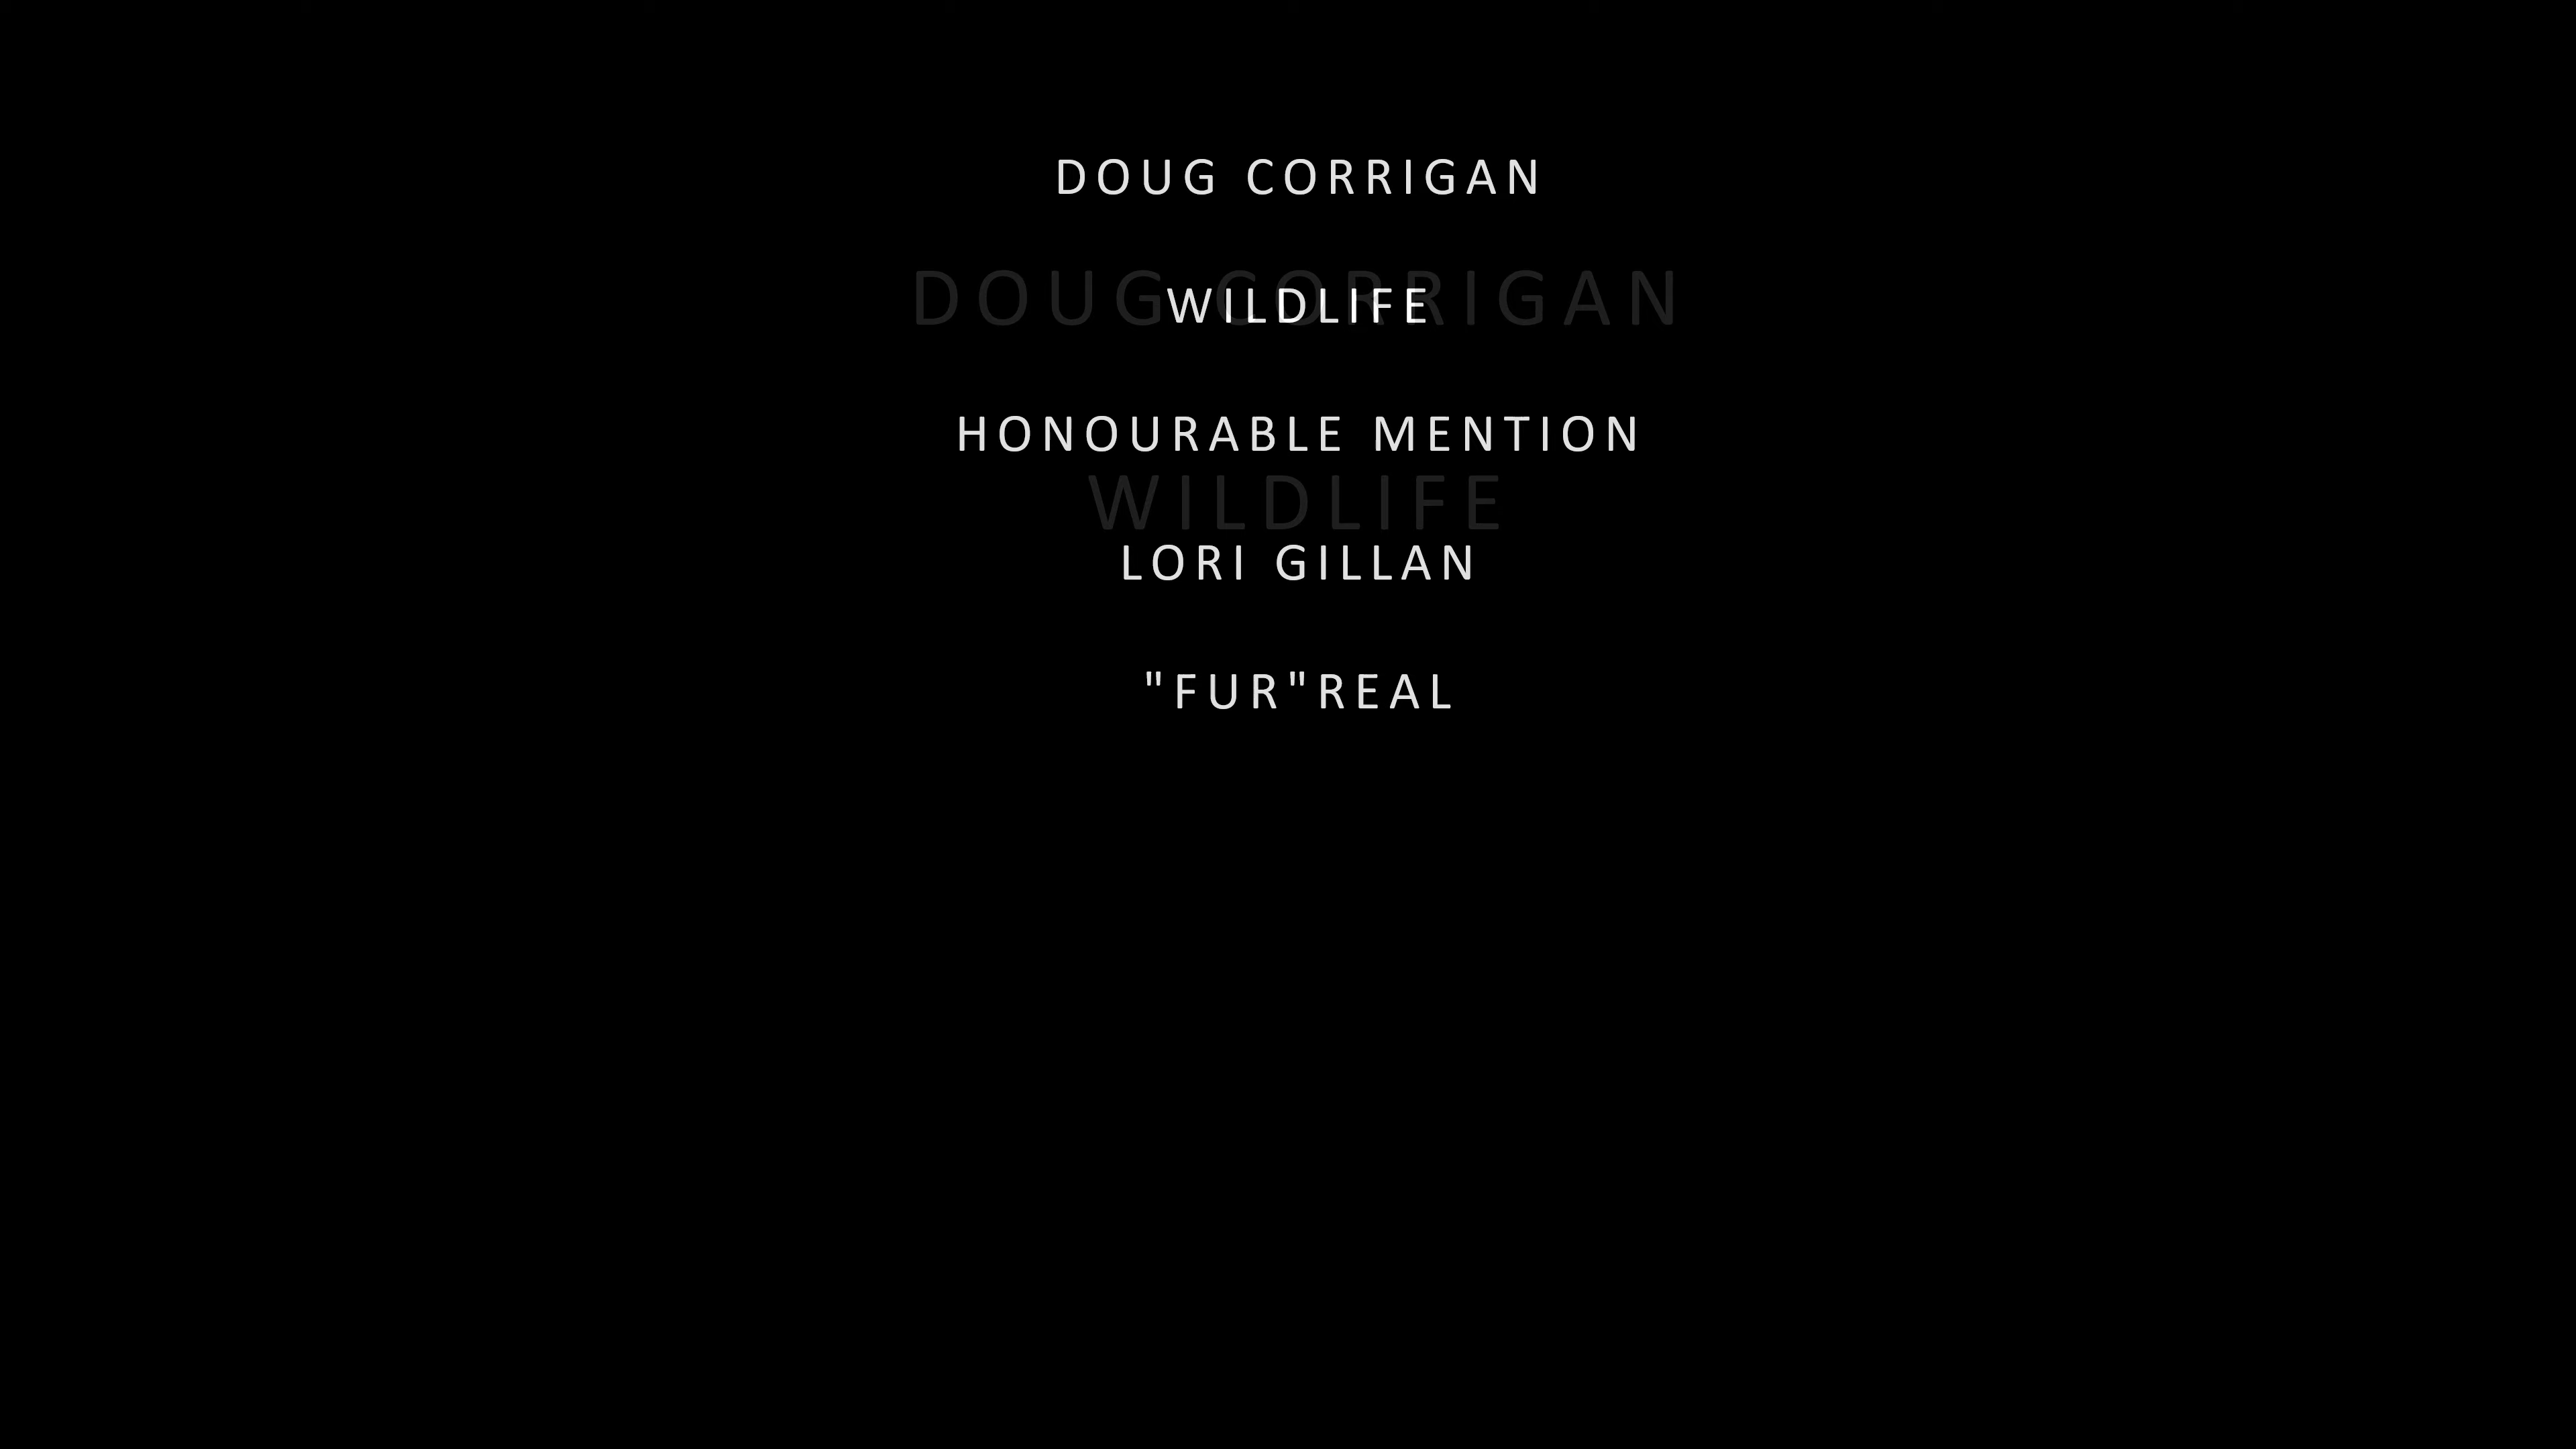 DOUG CORRIGAN
DOUG CORRIGAN
WILDLIFE
HONOURABLE MENTION
WILDLIFE
LORI GILLAN
"FUR"REAL